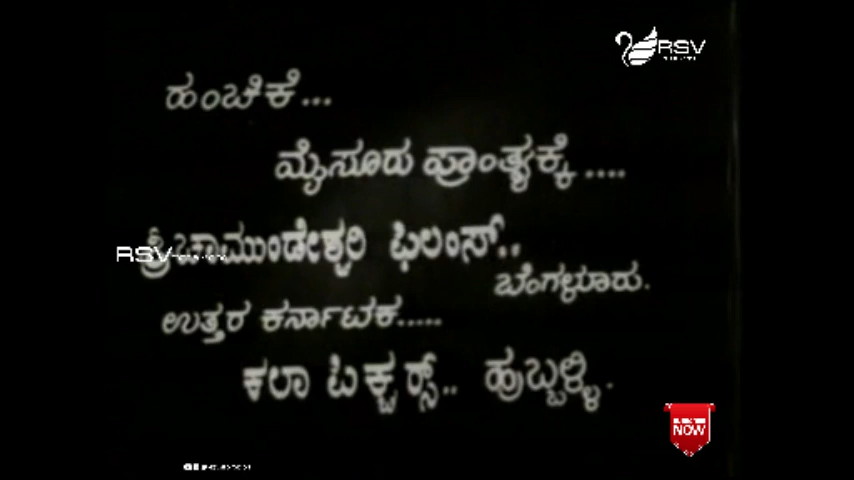 RSV
ಹಂಚಿಕೆ...
ಮೈಸೂರು ಪ್ರಾಂತ್ಯಕ್ಕೆ....
ಶ್ರೀ ಚಾಮುಂಡೇಶ್ವರಿ ಫಿಲಂಸ್..
RSV
ಬೆಂಗಳೂರು.
ಉತ್ತರ ಕರ್ನಾಟಕ.....
ಕಲಾ ಪಿಕ್ಚರ್ಸ್.. ಹುಬ್ಬಳ್ಳಿ.
NOW